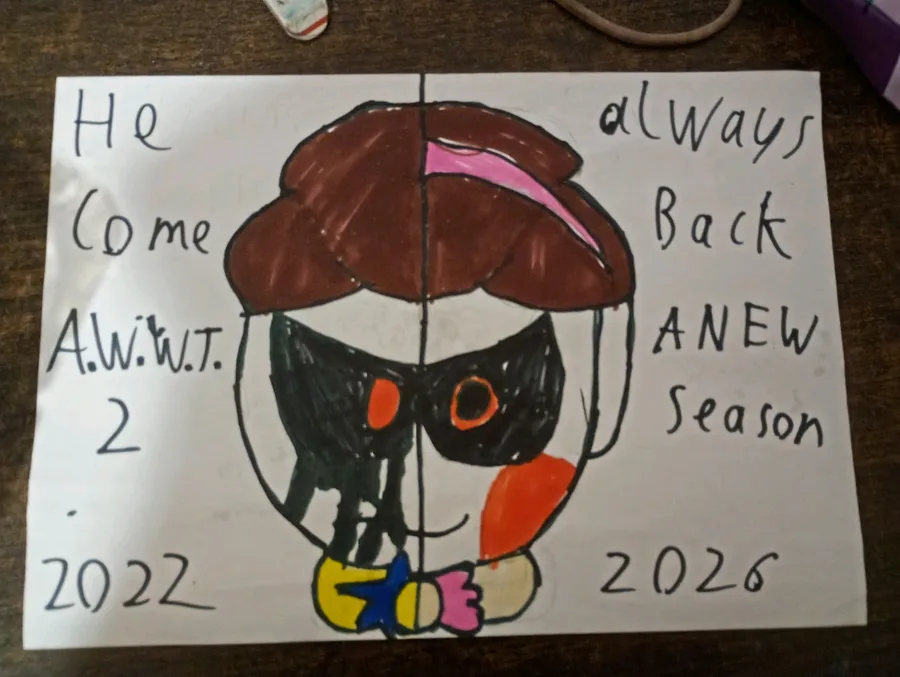 He always
Come Back
A.W.W.T. ANEW
2 Season
2022 2026